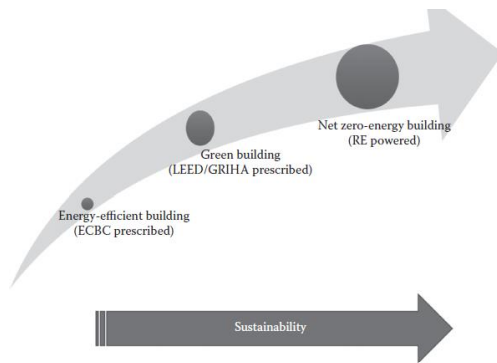 Net zero-energy building
(RE powered)
Green building
(LEED/GRIHA prescribed)
Energy-efficient building
(ECBC prescribed)
Sustainability